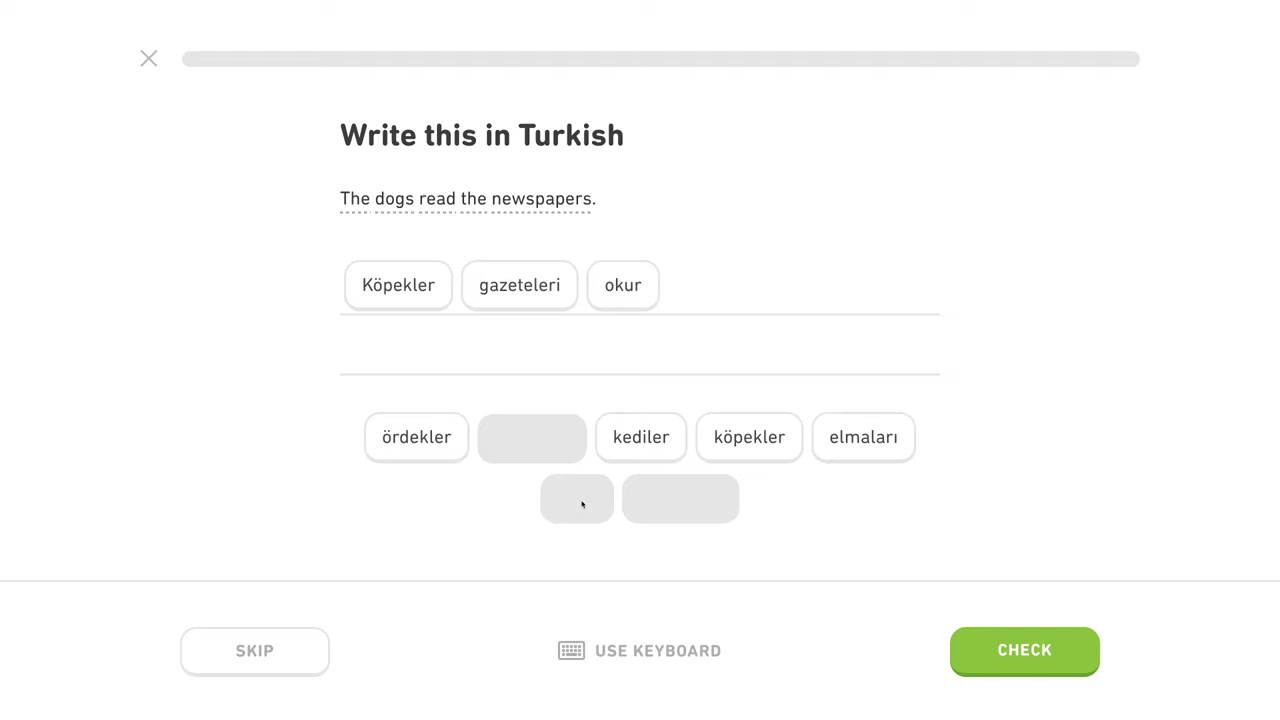 Write this in Turkish
The dogs read the newspapers.
Köpekler gazeteleri okur
ördekler kediler köpekler elmaları
SKIP USE KEYBOARD CHECK